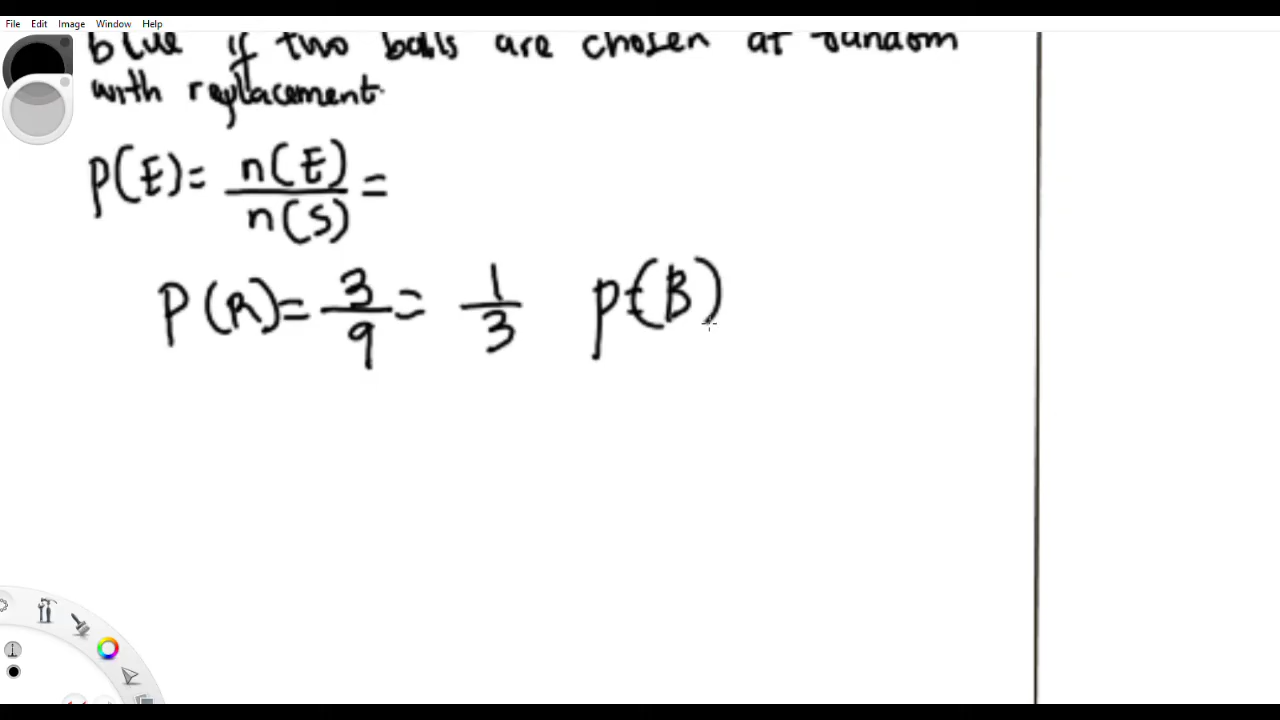 File Edit Image Window Help
blue if two balls are chosen at random
with replacement.
P(E)= n(E)/n(S) =
P(R)= 3/9 = 1/3 P(B)